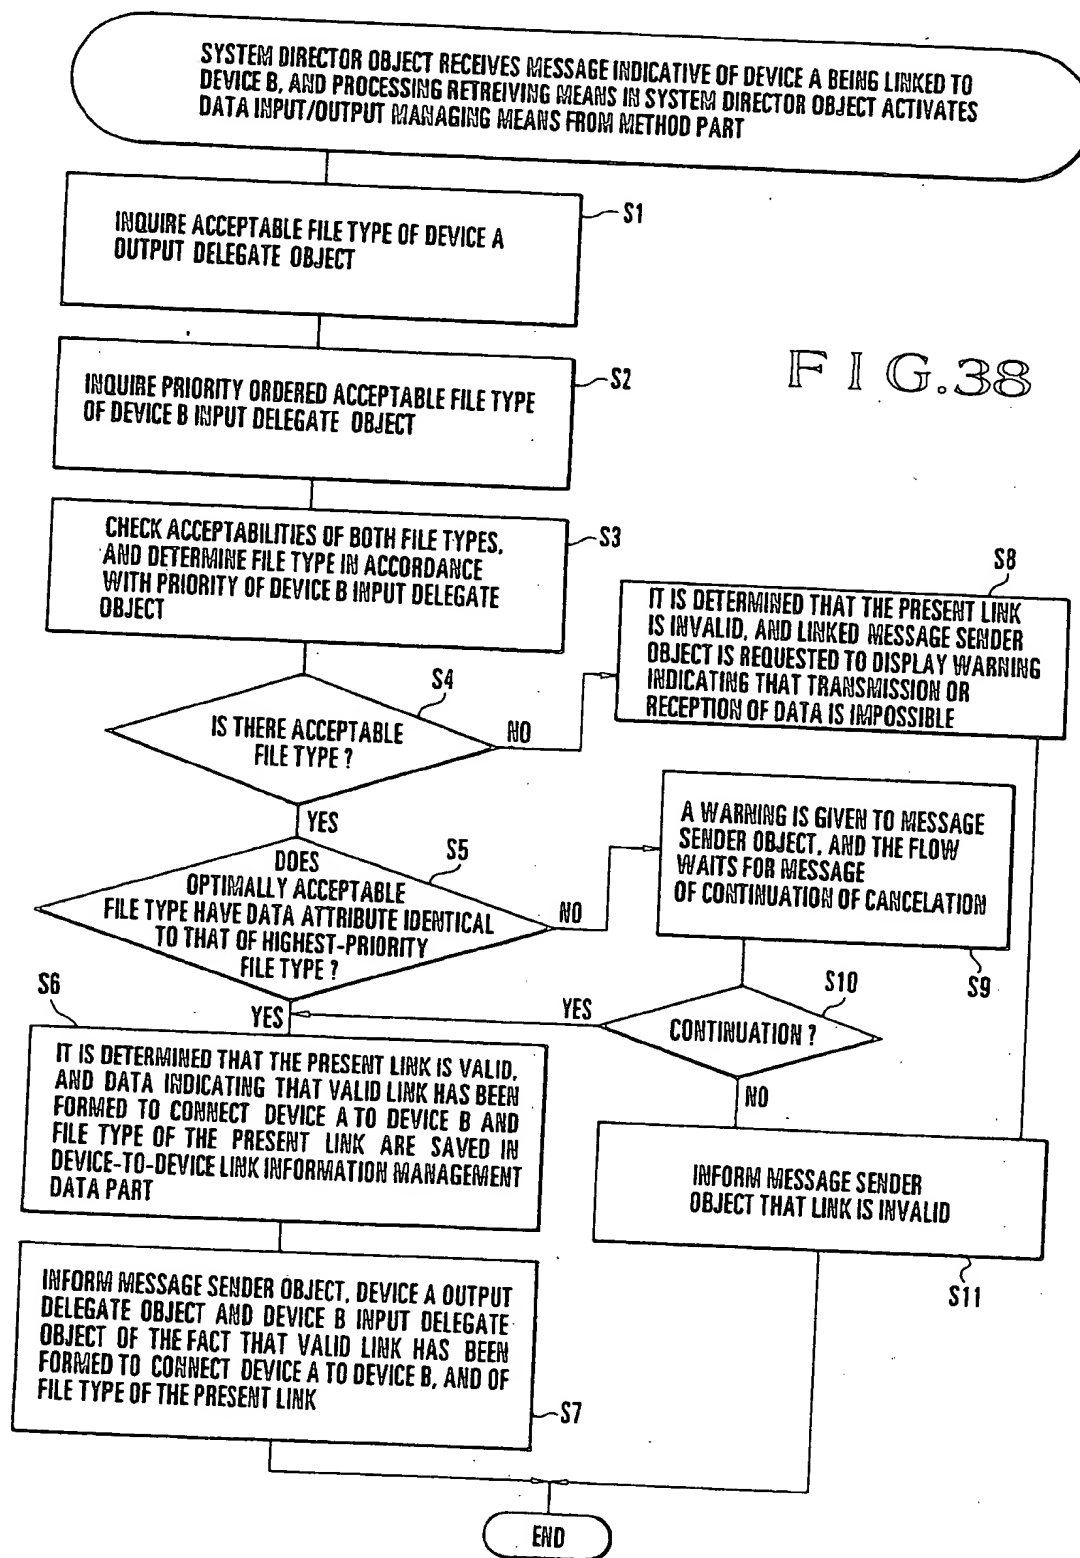 SYSTEM DIRECTOR OBJECT RECEIVES MESSAGE INDICATIVE OF DEVICE A BEING LINKED TO
DEVICE B, AND PROCESSING RETREIVING MEANS IN SYSTEM DIRECTOR OBJECT ACTIVATES
DATA INPUT/OUTPUT MANAGING MEANS FROM METHOD PART
S1
INQUIRE ACCEPTABLE FILE TYPE OF DEVICE A
OUTPUT DELEGATE OBJECT
S2
INQUIRE PRIORITY ORDERED ACCEPTABLE FILE TYPE
OF DEVICE B INPUT DELEGATE OBJECT
FIG.38
S3
CHECK ACCEPTABILITIES OF BOTH FILE TYPES,
AND DETERMINE FILE TYPE IN ACCORDANCE
WITH PRIORITY OF DEVICE B INPUT DELEGATE
OBJECT
S8
IT IS DETERMINED THAT THE PRESENT LINK
IS INVALID, AND LINKED MESSAGE SENDER
OBJECT IS REQUESTED TO DISPLAY WARNING
INDICATING THAT TRANSMISSION OR
RECEPTION OF DATA IS IMPOSSIBLE
S4
IS THERE ACCEPTABLE
FILE TYPE ?
NO
YES
S5
DOES
OPTIMALLY ACCEPTABLE
FILE TYPE HAVE DATA ATTRIBUTE IDENTICAL
TO THAT OF HIGHEST-PRIORITY
FILE TYPE ?
NO
YES
A WARNING IS GIVEN TO MESSAGE
SENDER OBJECT, AND THE FLOW
WAITS FOR MESSAGE
OF CONTINUATION OF CANCELATION
S9
S10
CONTINUATION ?
YES
NO
S6
IT IS DETERMINED THAT THE PRESENT LINK IS VALID,
AND DATA INDICATING THAT VALID LINK HAS BEEN
FORMED TO CONNECT DEVICE A TO DEVICE B AND
FILE TYPE OF THE PRESENT LINK ARE SAVED IN
DEVICE-TO-DEVICE LINK INFORMATION MANAGEMENT
DATA PART
INFORM MESSAGE SENDER
OBJECT THAT LINK IS INVALID
S11
INFORM MESSAGE SENDER OBJECT, DEVICE A OUTPUT
DELEGATE OBJECT AND DEVICE B INPUT DELEGATE
OBJECT OF THE FACT THAT VALID LINK HAS BEEN
FORMED TO CONNECT DEVICE A TO DEVICE B, AND OF
FILE TYPE OF THE PRESENT LINK
S7
END